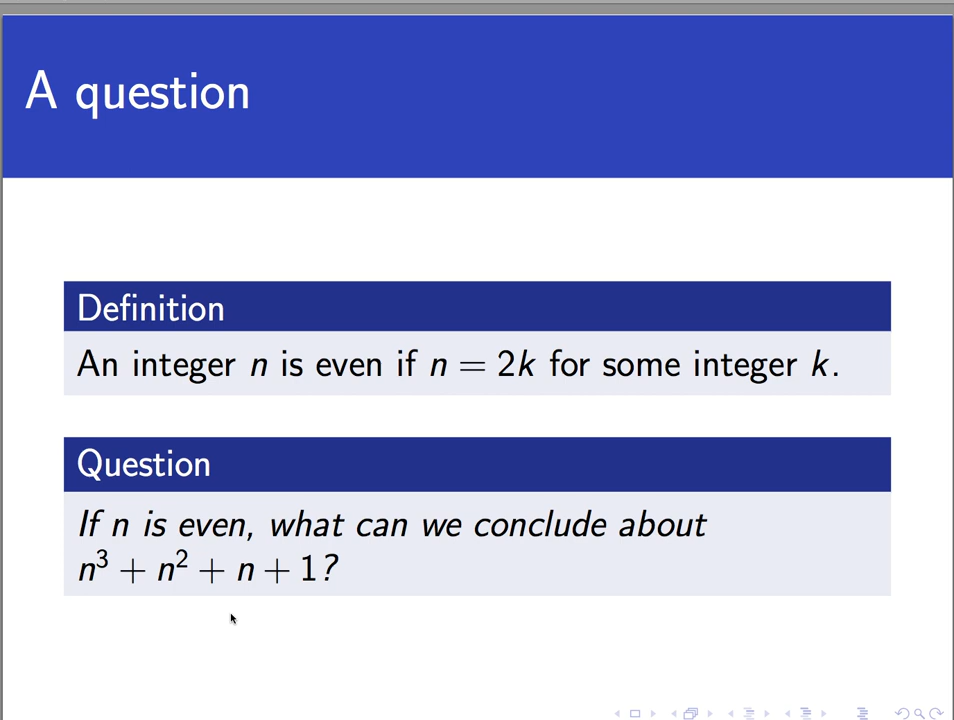 A question
Definition
An integer n is even if n = 2k for some integer k.
Question
If n is even, what can we conclude about
n³ + n² + n + 1?